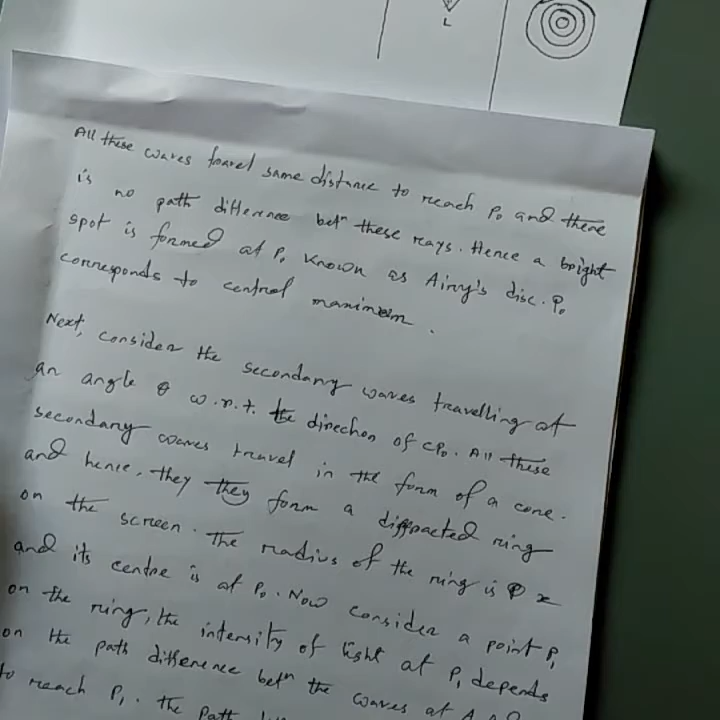 L
All these waves travel same distance to reach P₀ and there
is no path difference betⁿ these rays. Hence a bright
spot is formed at P₀ known as Airy's disc. P₀
corresponds to central maximum.
Next, consider the secondary waves travelling at
an angle θ w.r.t. the direction of CP₀. All these
secondary waves travel in the form of a cone.
and hence, they they form a diffracted ring
on the screen. The radius of the ring is x
and its centre is at P₀. Now consider a point P₁
on the ring, the intensity of light at P₁ depends
on the path difference betⁿ the waves at A
to reach P₁. The path